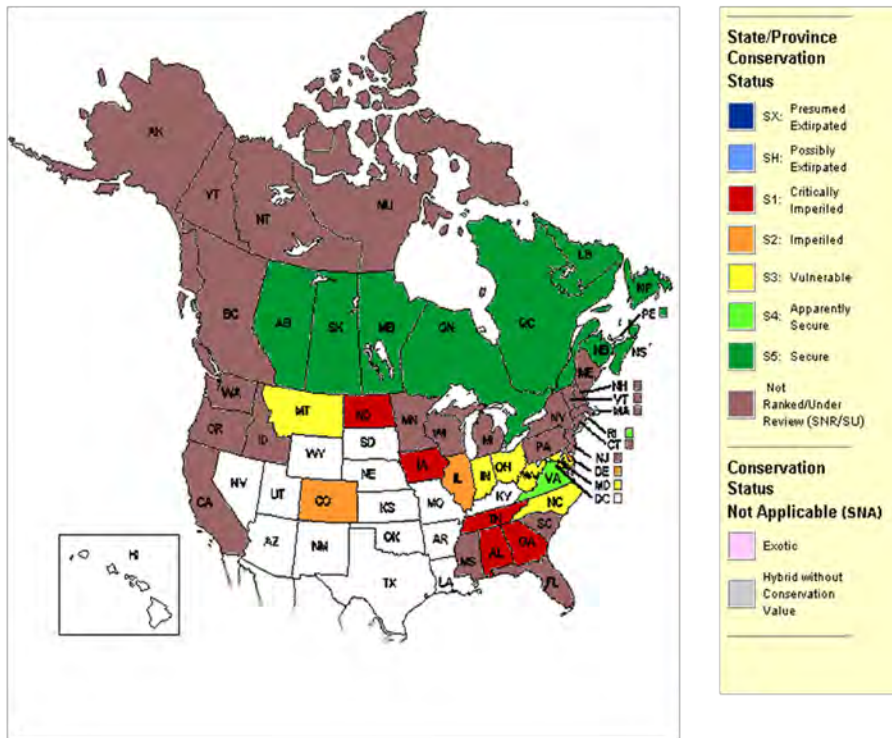 AK
YT
NT
NU
BC
AB
SK
MB
ON
QC
LB
NF
PE
NB
NS
ME
NH
VT
MA
RI
CT
NJ
DE
MD
DC
WA
OR
ID
MT
ND
MN
WI
MI
NY
PA
SD
WY
NE
IA
IL
IN
OH
VA
NV
UT
CO
KS
MO
KY
NC
CA
AZ
NM
OK
AR
TN
SC
MS
AL
GA
TX
LA
FL
HI
State/Province
Conservation
Status
SX: Presumed
Extirpated
SH: Possibly
Extirpated
S1: Critically
Imperiled
S2: Imperiled
S3: Vulnerable
S4: Apparently
Secure
S5: Secure
Not
Ranked/Under
Review (SNR/SU)
Conservation
Status
Not Applicable (SNA)
Exotic
Hybrid without
Conservation
Value